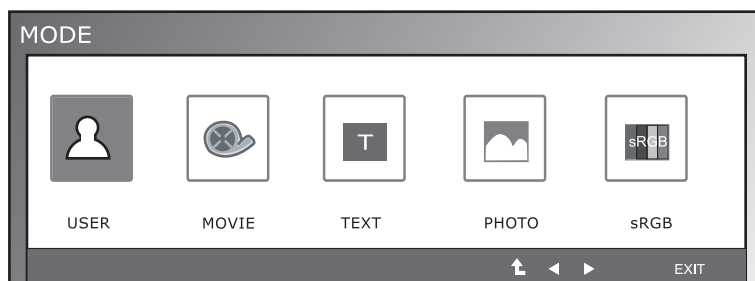 MODE
T
sRGB
USER MOVIE TEXT PHOTO sRGB
EXIT